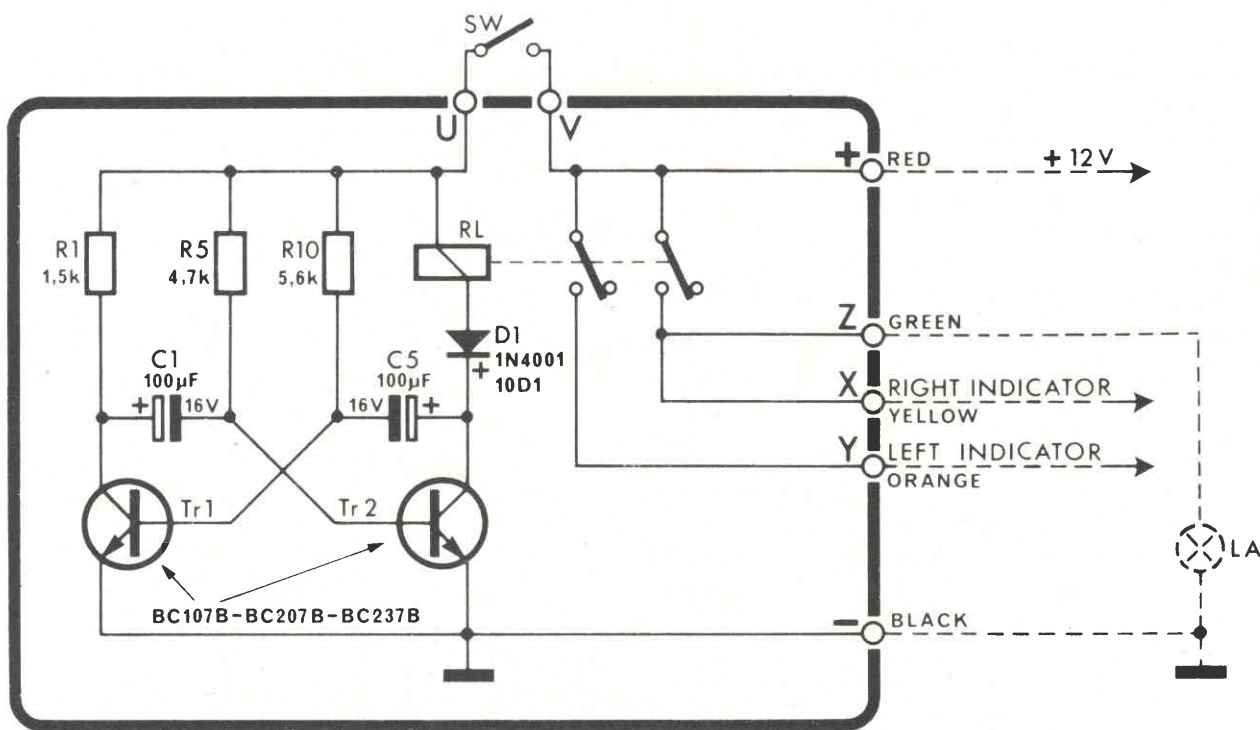 SW
U
V
+ RED
+ 12 V
R1
1,5k
R5
4,7k
R10
5,6k
RL
D1
1N4001
10D1
+
C1
100µF
+
16V
C5
100µF
16V
+
Z GREEN
X RIGHT INDICATOR
YELLOW
Y LEFT INDICATOR
ORANGE
Tr1
Tr2
LA
BC107B-BC207B-BC237B
- BLACK